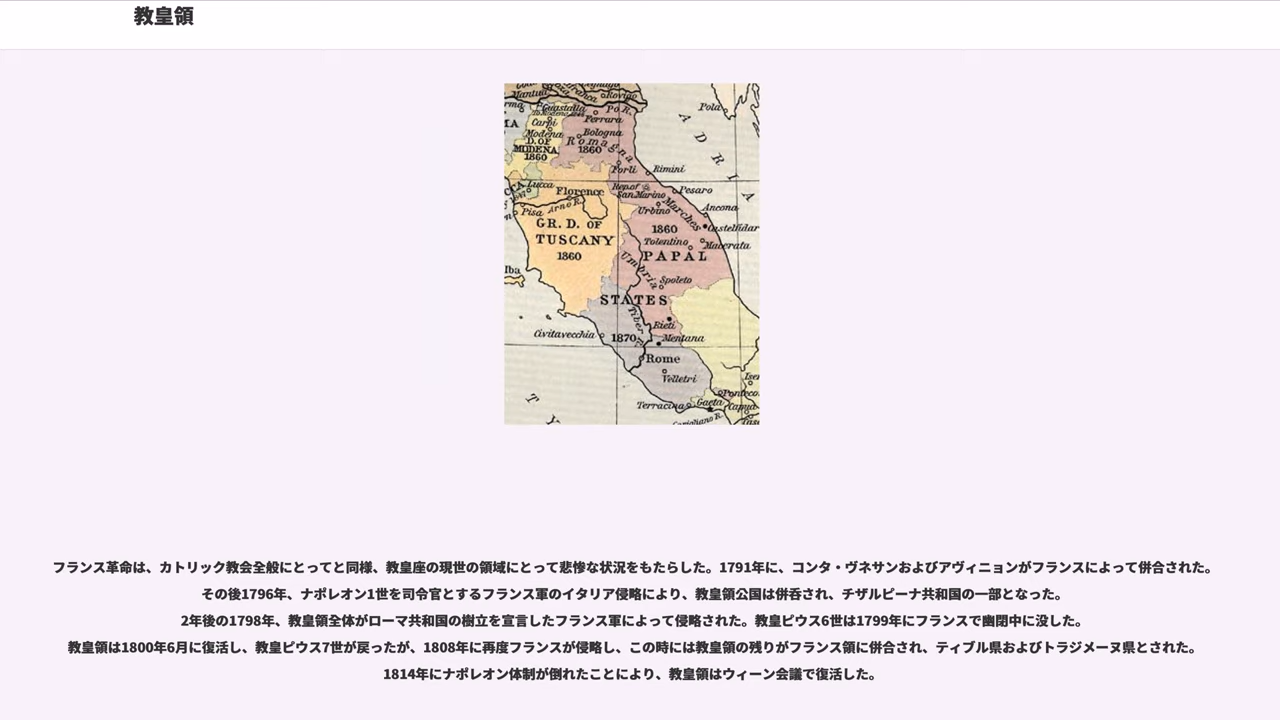 教皇領
Mantua
Rovigo
Po R.
Guastalla
Ferrara
Pola
Carpi
Modena
Bologna
D. OF
MODENA
1860
Romagna
1860
ADRIA
Forli
Rimini
Lucca
Florence
Rep. of
San Marino
Pesaro
Pisa
Arno R.
Urbino
Marches
Ancona
GR. D. OF
TUSCANY
1860
1860
Castelfidar
Tolentino
Macerata
PAPAL
Umbria
Spoleto
STATES
Tiber R.
Rieti
Civitavecchia
1870
Mentana
Rome
Velletri
Terracina
Gaeta
Ponteco
Capua
フランス革命は、カトリック教会全般にとってと同様、教皇座の現世の領域にとって悲惨な状況をもたらした。1791年に、コンタ・ヴネサンおよびアヴィニョンがフランスによって併合された。
その後1796年、ナポレオン1世を司令官とするフランス軍のイタリア侵略により、教皇領公国は併呑され、チザルピーナ共和国の一部となった。
2年後の1798年、教皇領全体がローマ共和国の樹立を宣言したフランス軍によって侵略された。教皇ピウス6世は1799年にフランスで幽閉中に没した。
教皇領は1800年6月に復活し、教皇ピウス7世が戻ったが、1808年に再度フランスが侵略し、この時には教皇領の残りがフランス領に併合され、ティブル県およびトラジメーヌ県とされた。
1814年にナポレオン体制が倒れたことにより、教皇領はウィーン会議で復活した。